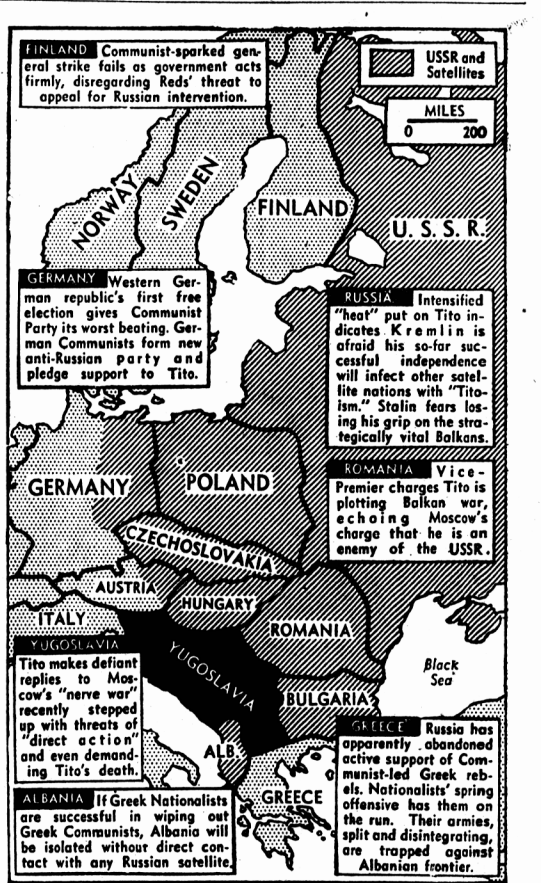 FINLAND Communist-sparked gen-
eral strike fails as government acts
firmly, disregarding Reds' threat to
appeal for Russian intervention.
USSR and
Satellites
MILES
0 200
NORWAY
SWEDEN
FINLAND
U. S. S. R.
GERMANY Western Ger-
man republic's first free
election gives Communist
Party its worst beating. Ger-
man Communists form new
anti-Russian party and
pledge support to Tito.
RUSSIA Intensified
"heat" put on Tito in-
dicates Kremlin is
afraid his so-far suc-
cessful independence
will infect other satel-
lite nations with "Tito-
ism." Stalin fears los-
ing his grip on the stra-
tegically vital Balkans.
GERMANY
POLAND
ROMANIA Vice-
Premier charges Tito is
plotting Balkan war,
echoing Moscow's
charge that he is an
enemy of the USSR.
CZECHOSLOVAKIA
AUSTRIA
HUNGARY
ITALY
ROMANIA
YUGOSLAVIA
Black
Sea
BULGARIA
ALB.
GREECE
YUGOSLAVIA
Tito makes defiant
replies to Mos-
cow's "nerve war"
recently stepped
up with threats of
"direct action"
and even demand-
ing Tito's death.
ALBANIA If Greek Nationalists
are successful in wiping out
Greek Communists, Albania will
be isolated without direct con-
tact with any Russian satellite.
GREECE Russia has
apparently abandoned
active support of Com-
munist-led Greek reb-
els. Nationalists' spring
offensive has them on
the run. Their armies,
split and disintegrating,
are trapped against
Albanian frontier.